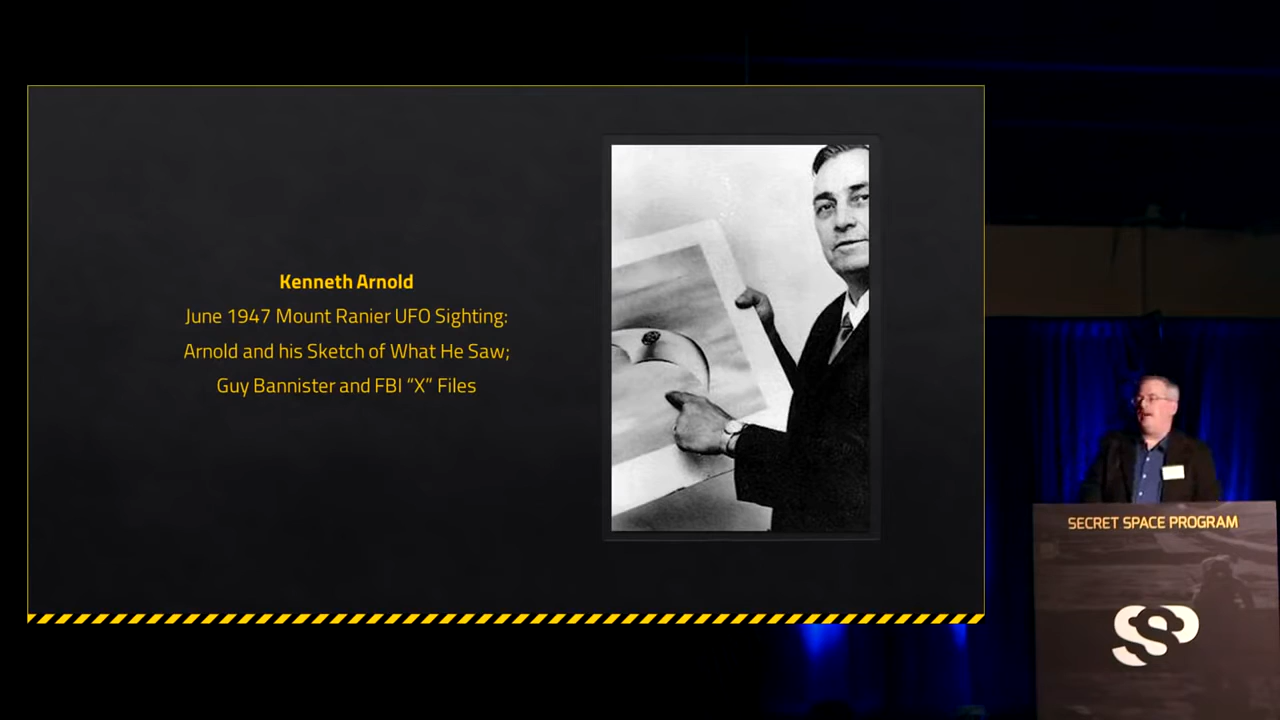 Kenneth Arnold
June 1947 Mount Ranier UFO Sighting:
Arnold and his Sketch of What He Saw;
Guy Bannister and FBI “X” Files
SECRET SPACE PROGRAM
SSP